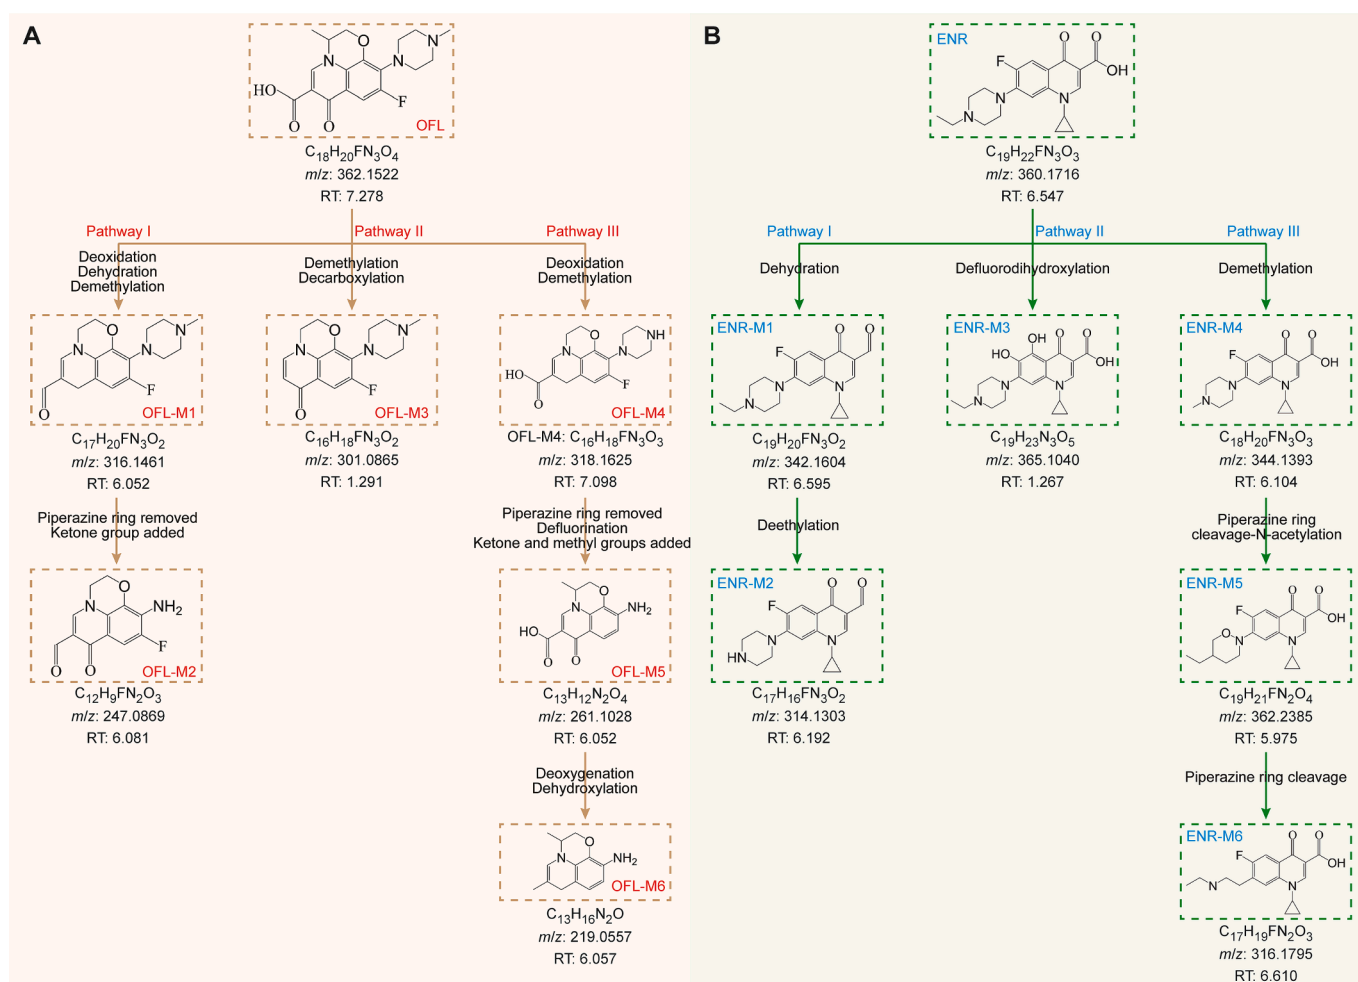 A
OFL
C18H20FN3O4
m/z: 362.1522
RT: 7.278
Pathway I
Pathway II
Pathway III
Deoxidation
Dehydration
Demethylation
Demethylation
Decarboxylation
Deoxidation
Demethylation
OFL-M1
C17H20FN3O2
m/z: 316.1461
RT: 6.052
OFL-M3
C16H18FN3O2
m/z: 301.0865
RT: 1.291
OFL-M4
OFL-M4: C16H18FN3O3
m/z: 318.1625
RT: 7.098
Piperazine ring removed
Ketone group added
Piperazine ring removed
Defluorination
Ketone and methyl groups added
OFL-M2
C12H9FN2O3
m/z: 247.0869
RT: 6.081
OFL-M5
C13H12N2O4
m/z: 261.1028
RT: 6.052
Deoxygenation
Dehydroxylation
OFL-M6
C13H16N2O
m/z: 219.0557
RT: 6.057
B
ENR
C19H22FN3O3
m/z: 360.1716
RT: 6.547
Pathway I
Pathway II
Pathway III
Dehydration
Defluorodihydroxylation
Demethylation
ENR-M1
C19H20FN3O2
m/z: 342.1604
RT: 6.595
ENR-M3
C19H23N3O5
m/z: 365.1040
RT: 1.267
ENR-M4
C18H20FN3O3
m/z: 344.1393
RT: 6.104
Deethylation
Piperazine ring
cleavage-N-acetylation
ENR-M2
C17H16FN3O2
m/z: 314.1303
RT: 6.192
ENR-M5
C19H21FN2O4
m/z: 362.2385
RT: 5.975
Piperazine ring cleavage
ENR-M6
C17H19FN2O3
m/z: 316.1795
RT: 6.610